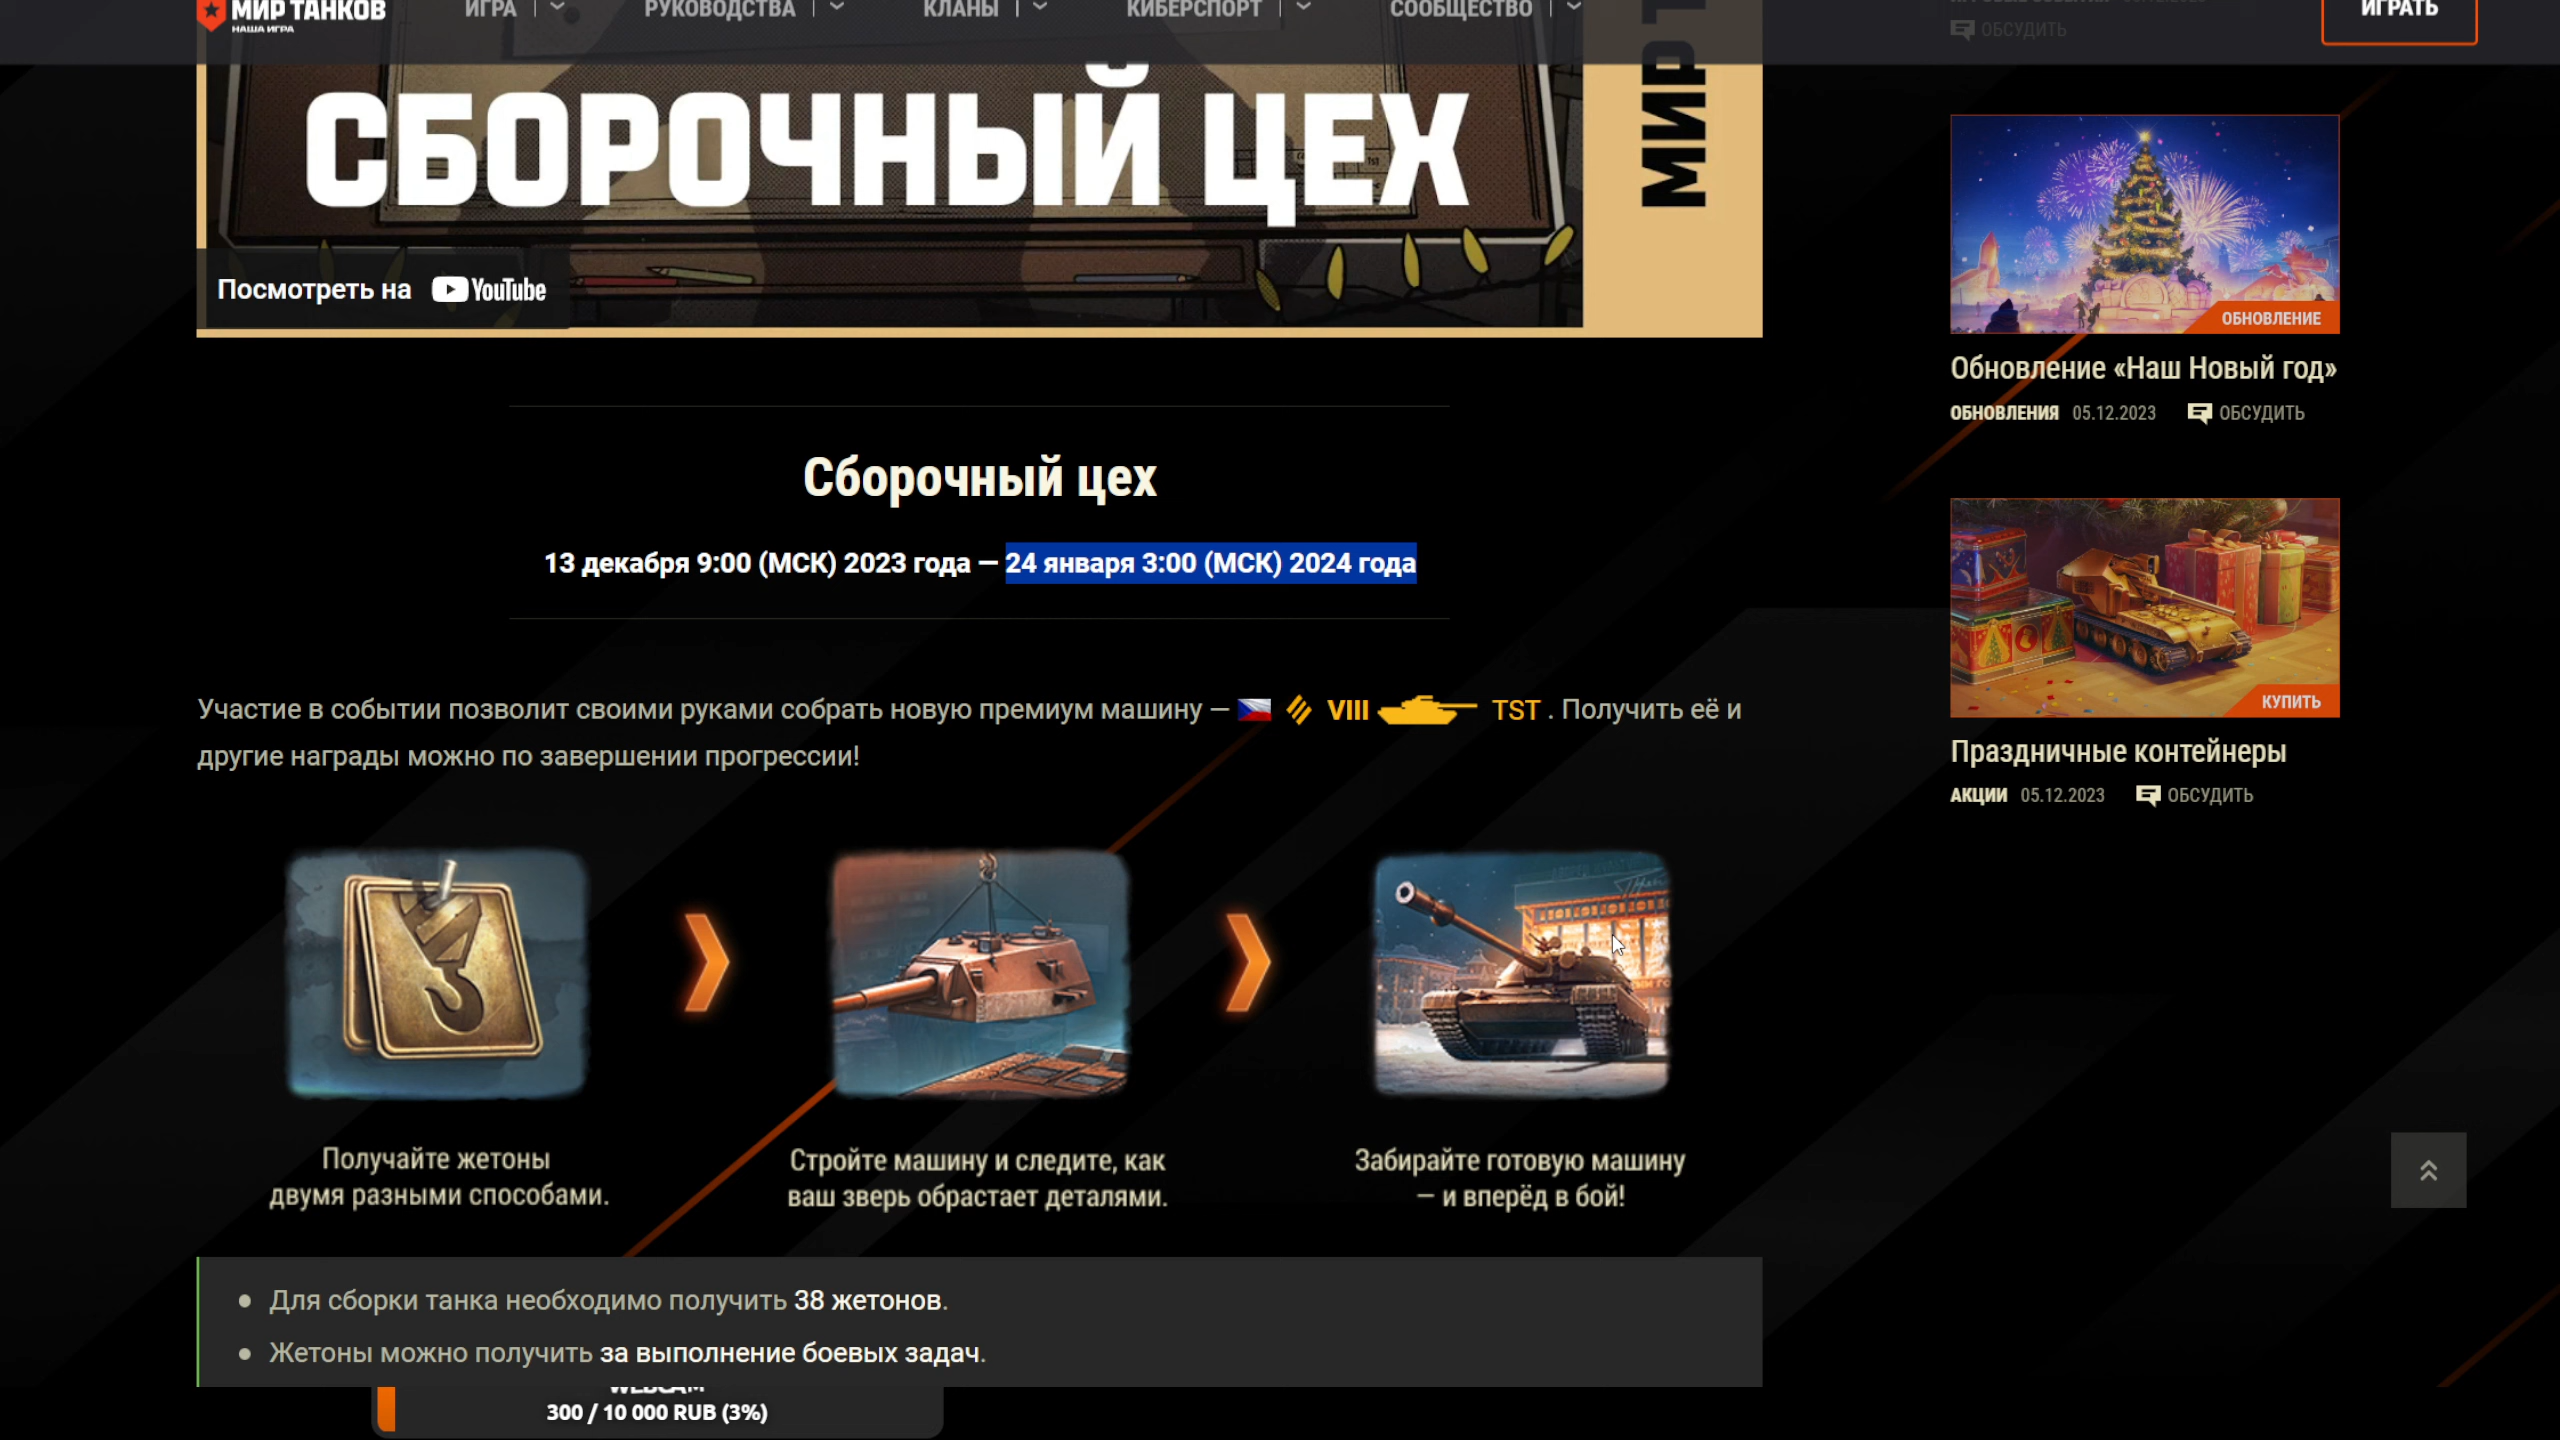 МИР ТАНКОВ
НАША ИГРА
ИГРА
РУКОВОДСТВА
КЛАНЫ
КИБЕРСПОРТ
СООБЩЕСТВО
ОБСУДИТЬ
ИГРАТЬ
СБОРОЧНЫЙ ЦЕХ
МИР Т
Посмотреть на YouTube
Сборочный цех
13 декабря 9:00 (МСК) 2023 года — 24 января 3:00 (МСК) 2024 года
Участие в событии позволит своими руками собрать новую премиум машину — VIII TST . Получить её и
другие награды можно по завершении прогрессии!
Получайте жетоны
двумя разными способами.
Стройте машину и следите, как
ваш зверь обрастает деталями.
Забирайте готовую машину
— и вперёд в бой!
Для сборки танка необходимо получить 38 жетонов.
Жетоны можно получить за выполнение боевых задач.
WEBCAM
300 / 10 000 RUB (3%)
ОБНОВЛЕНИЕ
Обновление «Наш Новый год»
ОБНОВЛЕНИЯ 05.12.2023 ОБСУДИТЬ
КУПИТЬ
Праздничные контейнеры
АКЦИИ 05.12.2023 ОБСУДИТЬ